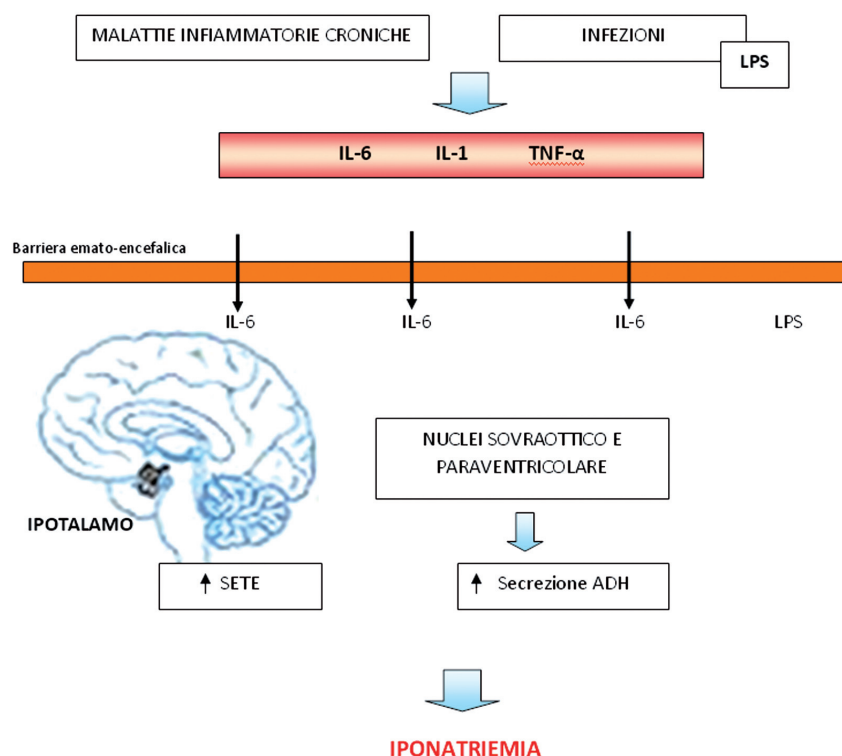 MALATTIE INFIAMMATORIE CRONICHE
INFEZIONI
LPS
IL-6 IL-1 TNF-α
Barriera emato-encefalica
IL-6 IL-6 IL-6 LPS
NUCLEI SOVRAOTTICO E
PARAVENTRICOLARE
IPOTALAMO
↑ SETE
↑ Secrezione ADH
IPONATRIEMIA